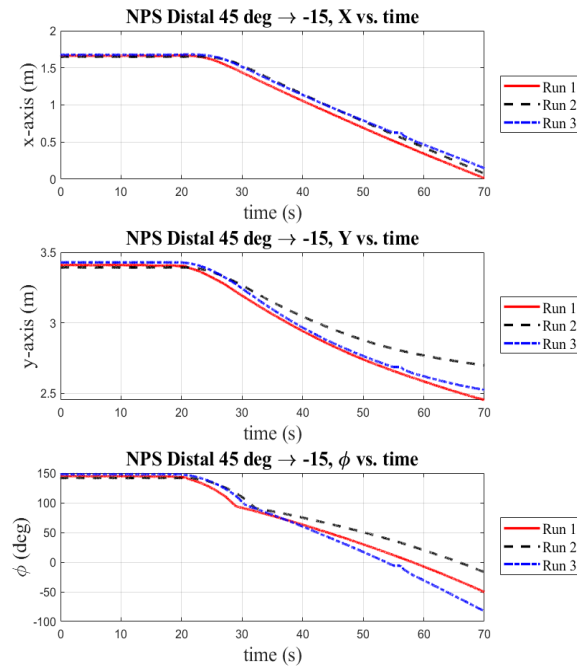 NPS Distal 45 deg → -15, X vs. time
2
1.5
1
0.5
0
x-axis (m)
0 10 20 30 40 50 60 70
time (s)
Run 1
Run 2
Run 3
NPS Distal 45 deg → -15, Y vs. time
3.5
3
2.5
y-axis (m)
0 10 20 30 40 50 60 70
time (s)
Run 1
Run 2
Run 3
NPS Distal 45 deg → -15, ϕ vs. time
150
100
50
0
-50
-100
ϕ (deg)
0 10 20 30 40 50 60 70
time (s)
Run 1
Run 2
Run 3